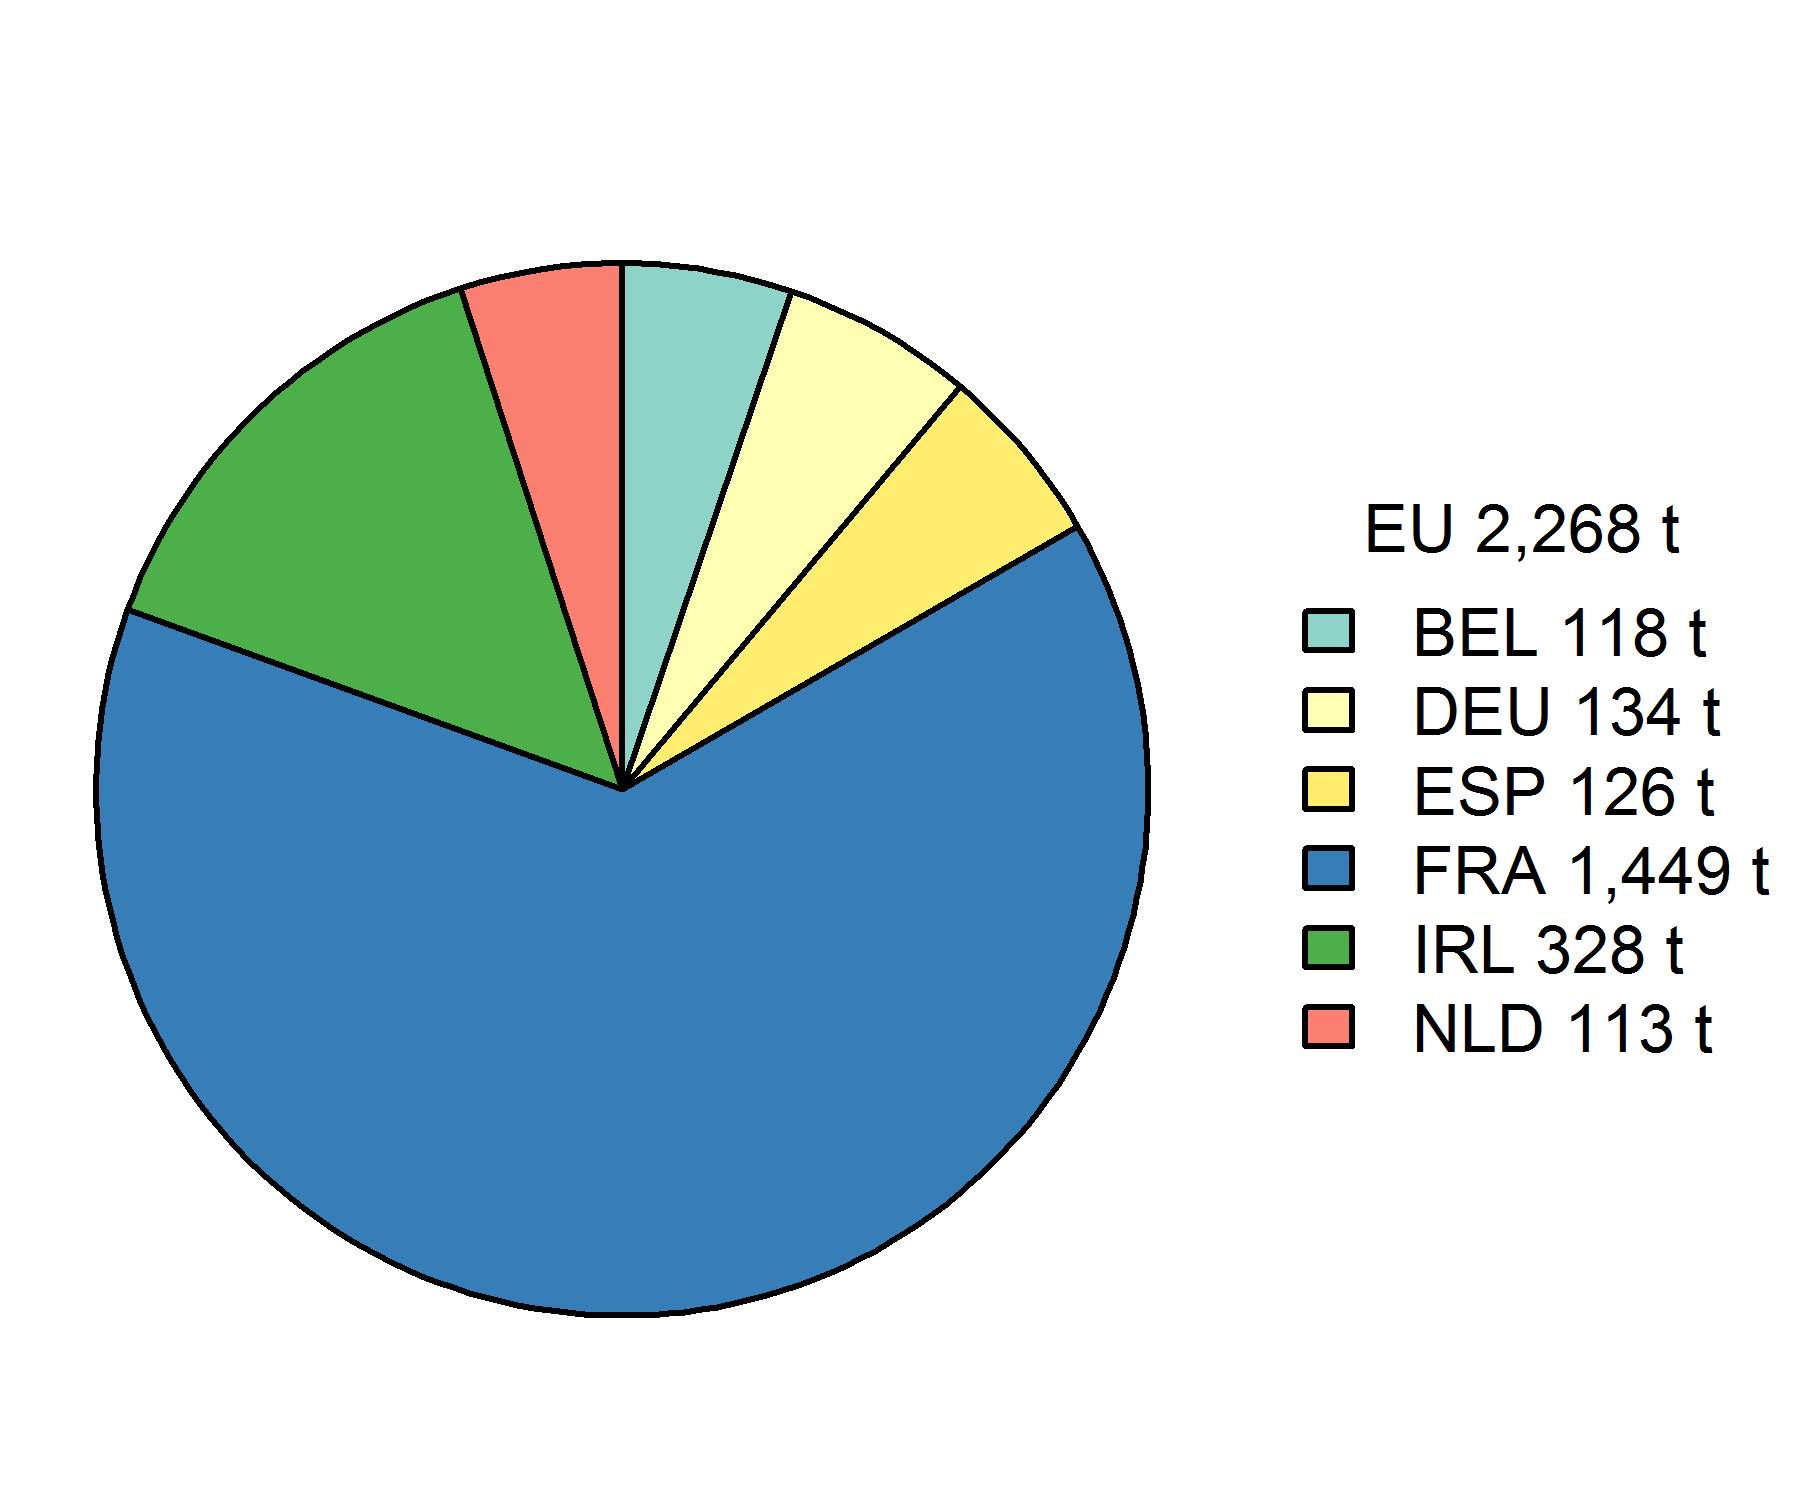 EU 2,268 t
BEL 118 t
DEU 134 t
ESP 126 t
FRA 1,449 t
IRL 328 t
NLD 113 t